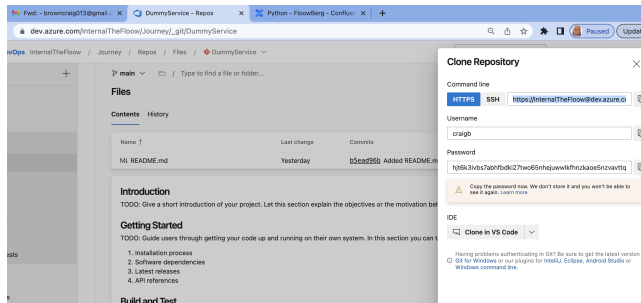 Fwd: - browncraig013@gmail.c
DummyService - Repos
Python - FloowBerg - Confluen
dev.azure.com/InternalTheFloow/Journey/_git/DummyService
Paused
Updat
evOps InternalTheFloow / Journey / Repos / Files / DummyService
main / Type to find a file or folder...
Files
Contents History
Name ↑ Last change Commits
M↓ README.md Yesterday b5ead96b Added README.m
Introduction
TODO: Give a short introduction of your project. Let this section explain the objectives or the motivation beh
Getting Started
TODO: Guide users through getting your code up and running on their own system. In this section you can t
1. Installation process
2. Software dependencies
3. Latest releases
4. API references
Build and Test
ests
s
Clone Repository
Command line
HTTPS SSH https://InternalTheFloow@dev.azure.co
Username
craigb
Password
hjt6k3ivbs7abhfbdki27two65nhejuwwlkfhnzkaoe5nzvavttq
Copy the password now. We don't store it and you won't be able to
see it again. Learn more
IDE
Clone in VS Code
Having problems authenticating in Git? Be sure to get the latest version
Git for Windows or our plugins for IntelliJ, Eclipse, Android Studio or
Windows command line.